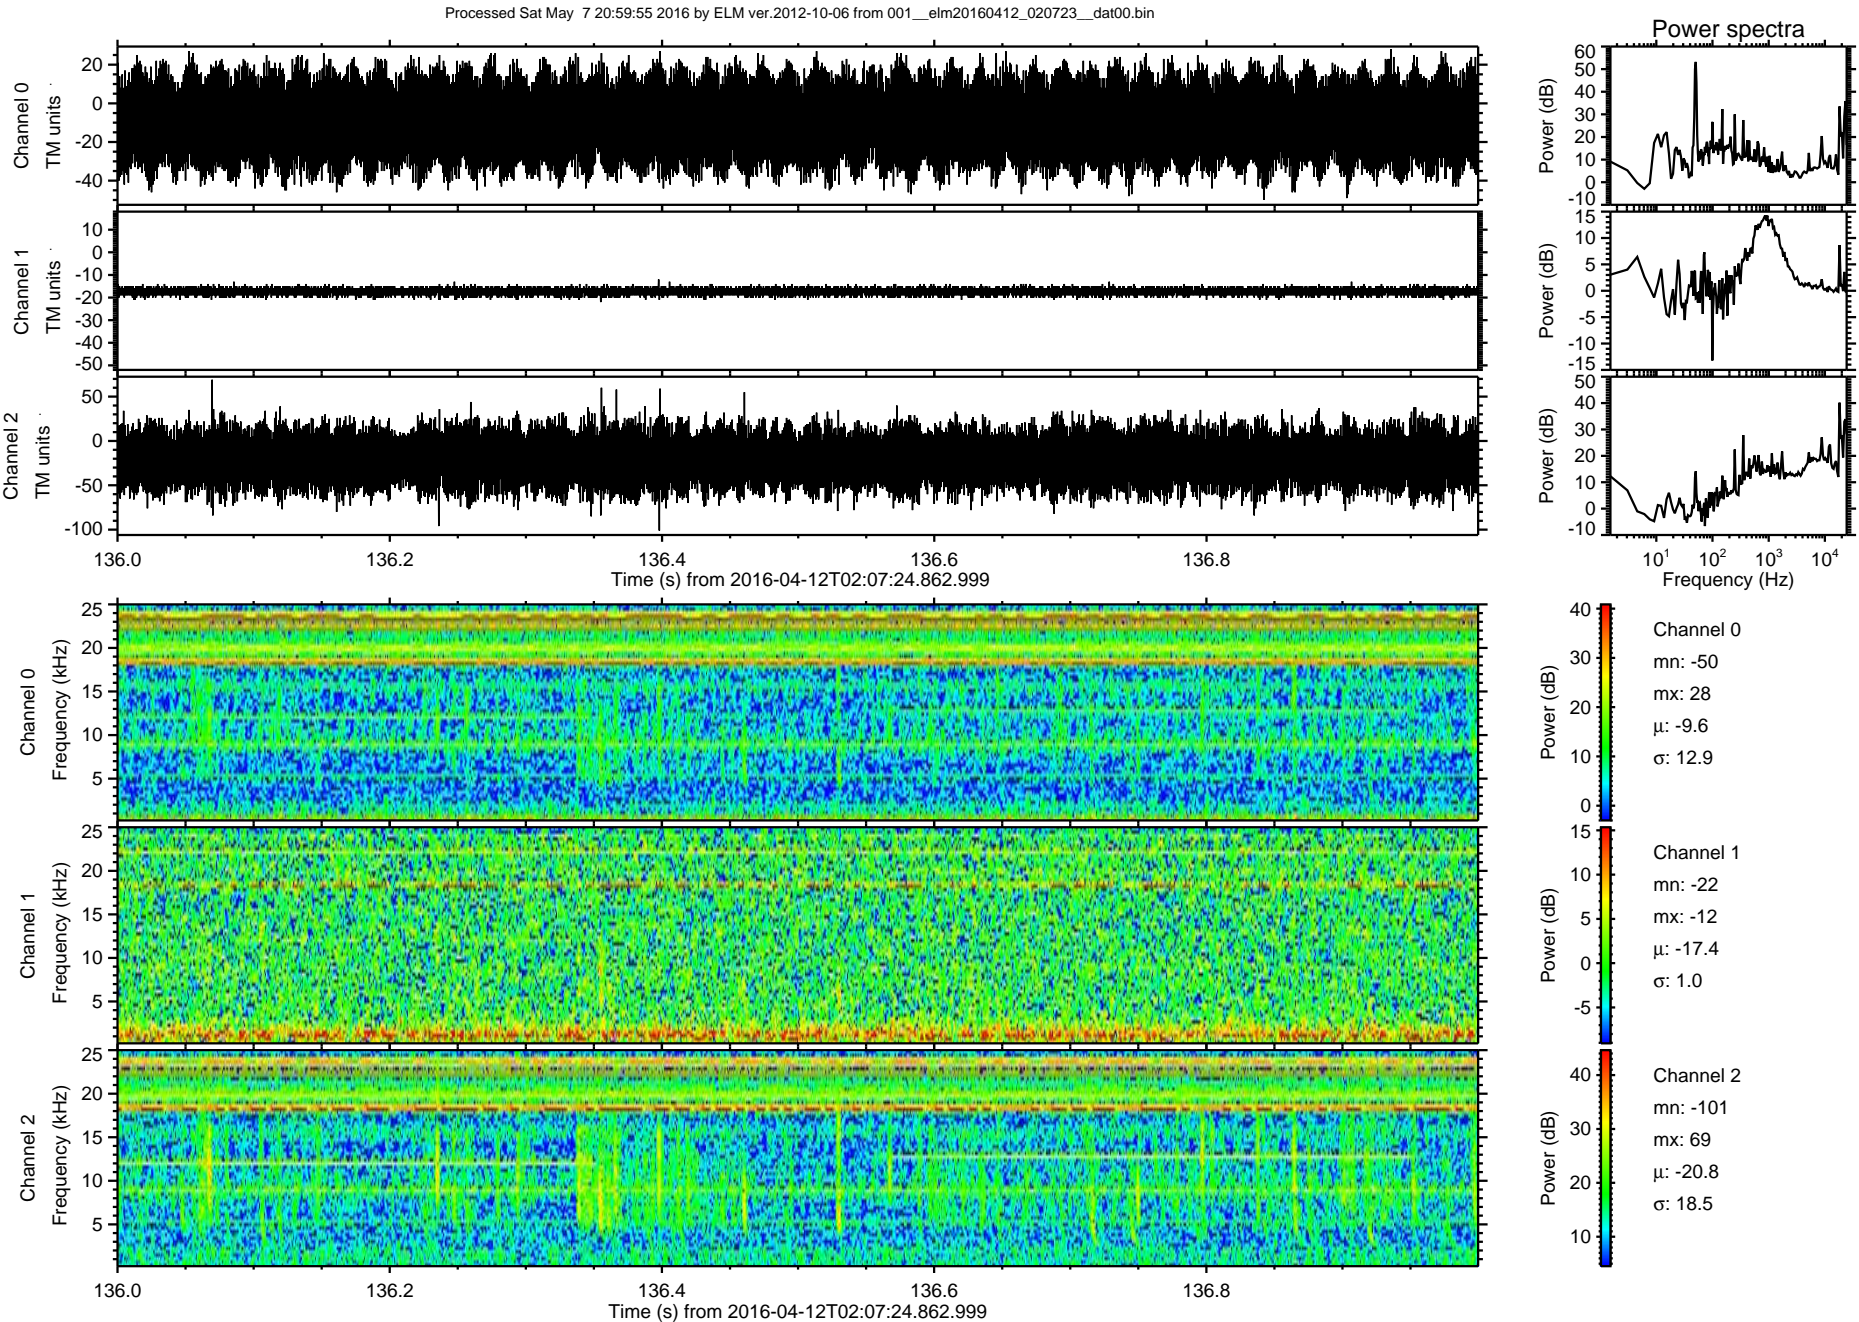 Processed Sat May  7 20:59:55 2016 by ELM ver.2012-10-06 from 001__elm20160412_020723__dat00.bin
Power spectra
Channel 0
TM units
20
0
-20
-40
Power (dB)
60
50
40
30
20
10
0
-10
Channel 1
TM units
10
0
-10
-20
-30
-40
-50
Power (dB)
15
10
5
0
-5
-10
-15
Channel 2
TM units
50
0
-50
-100
Power (dB)
50
40
30
20
10
0
-10
136.0 136.2 136.4 136.6 136.8
Time (s) from 2016-04-12T02:07:24.862.999
10^1 10^2 10^3 10^4
Frequency (Hz)
Channel 0
Frequency (kHz)
25
20
15
10
5
Power (dB)
40
30
20
10
0
Channel 0
mn: -50
mx: 28
μ: -9.6
σ: 12.9
Channel 1
Frequency (kHz)
25
20
15
10
5
Power (dB)
15
10
5
0
-5
Channel 1
mn: -22
mx: -12
μ: -17.4
σ: 1.0
Channel 2
Frequency (kHz)
25
20
15
10
5
Power (dB)
40
30
20
10
Channel 2
mn: -101
mx: 69
μ: -20.8
σ: 18.5
136.0 136.2 136.4 136.6 136.8
Time (s) from 2016-04-12T02:07:24.862.999